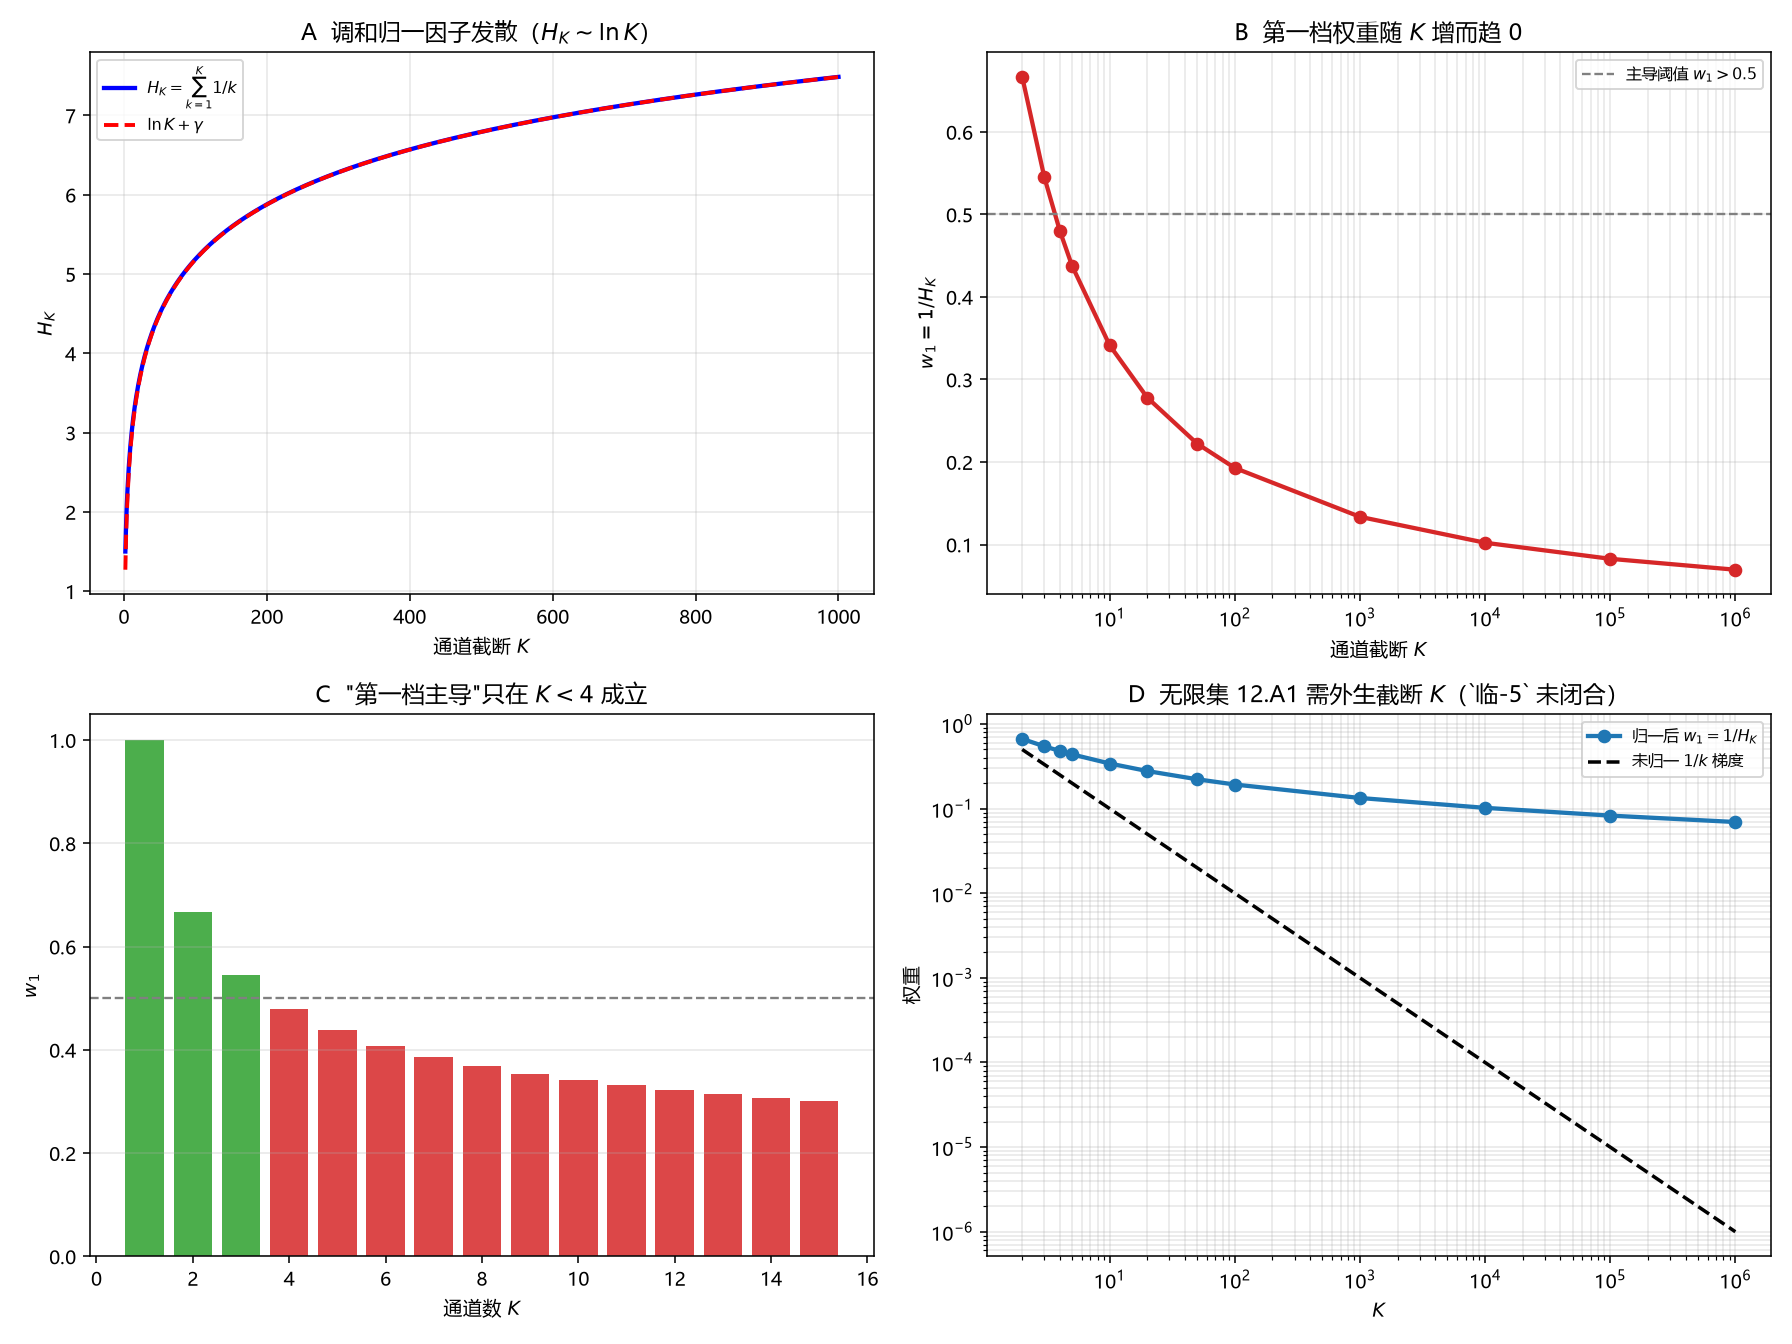 A 调和归一因子发散（$H_K \sim \ln K$）
$H_K = \sum_{k=1}^{K} 1/k$
$\ln K + \gamma$
7
6
5
4
3
2
1
$H_K$
0 200 400 600 800 1000
通道截断 $K$
B 第一档权重随 $K$ 增而趋 0
主导阈值 $w_1 > 0.5$
0.6
0.5
0.4
0.3
0.2
0.1
$w_1 = 1/H_K$
$10^1$ $10^2$ $10^3$ $10^4$ $10^5$ $10^6$
通道截断 $K$
C "第一档主导"只在 $K < 4$ 成立
1.0
0.8
0.6
0.4
0.2
0.0
$w_1$
0 2 4 6 8 10 12 14 16
通道数 $K$
D 无限集 12.A1 需外生截断 $K$（`临-5` 未闭合）
归一后 $w_1 = 1/H_K$
未归一 $1/k$ 梯度
$10^0$
$10^{-1}$
$10^{-2}$
$10^{-3}$
$10^{-4}$
$10^{-5}$
$10^{-6}$
权重
$10^1$ $10^2$ $10^3$ $10^4$ $10^5$ $10^6$
$K$